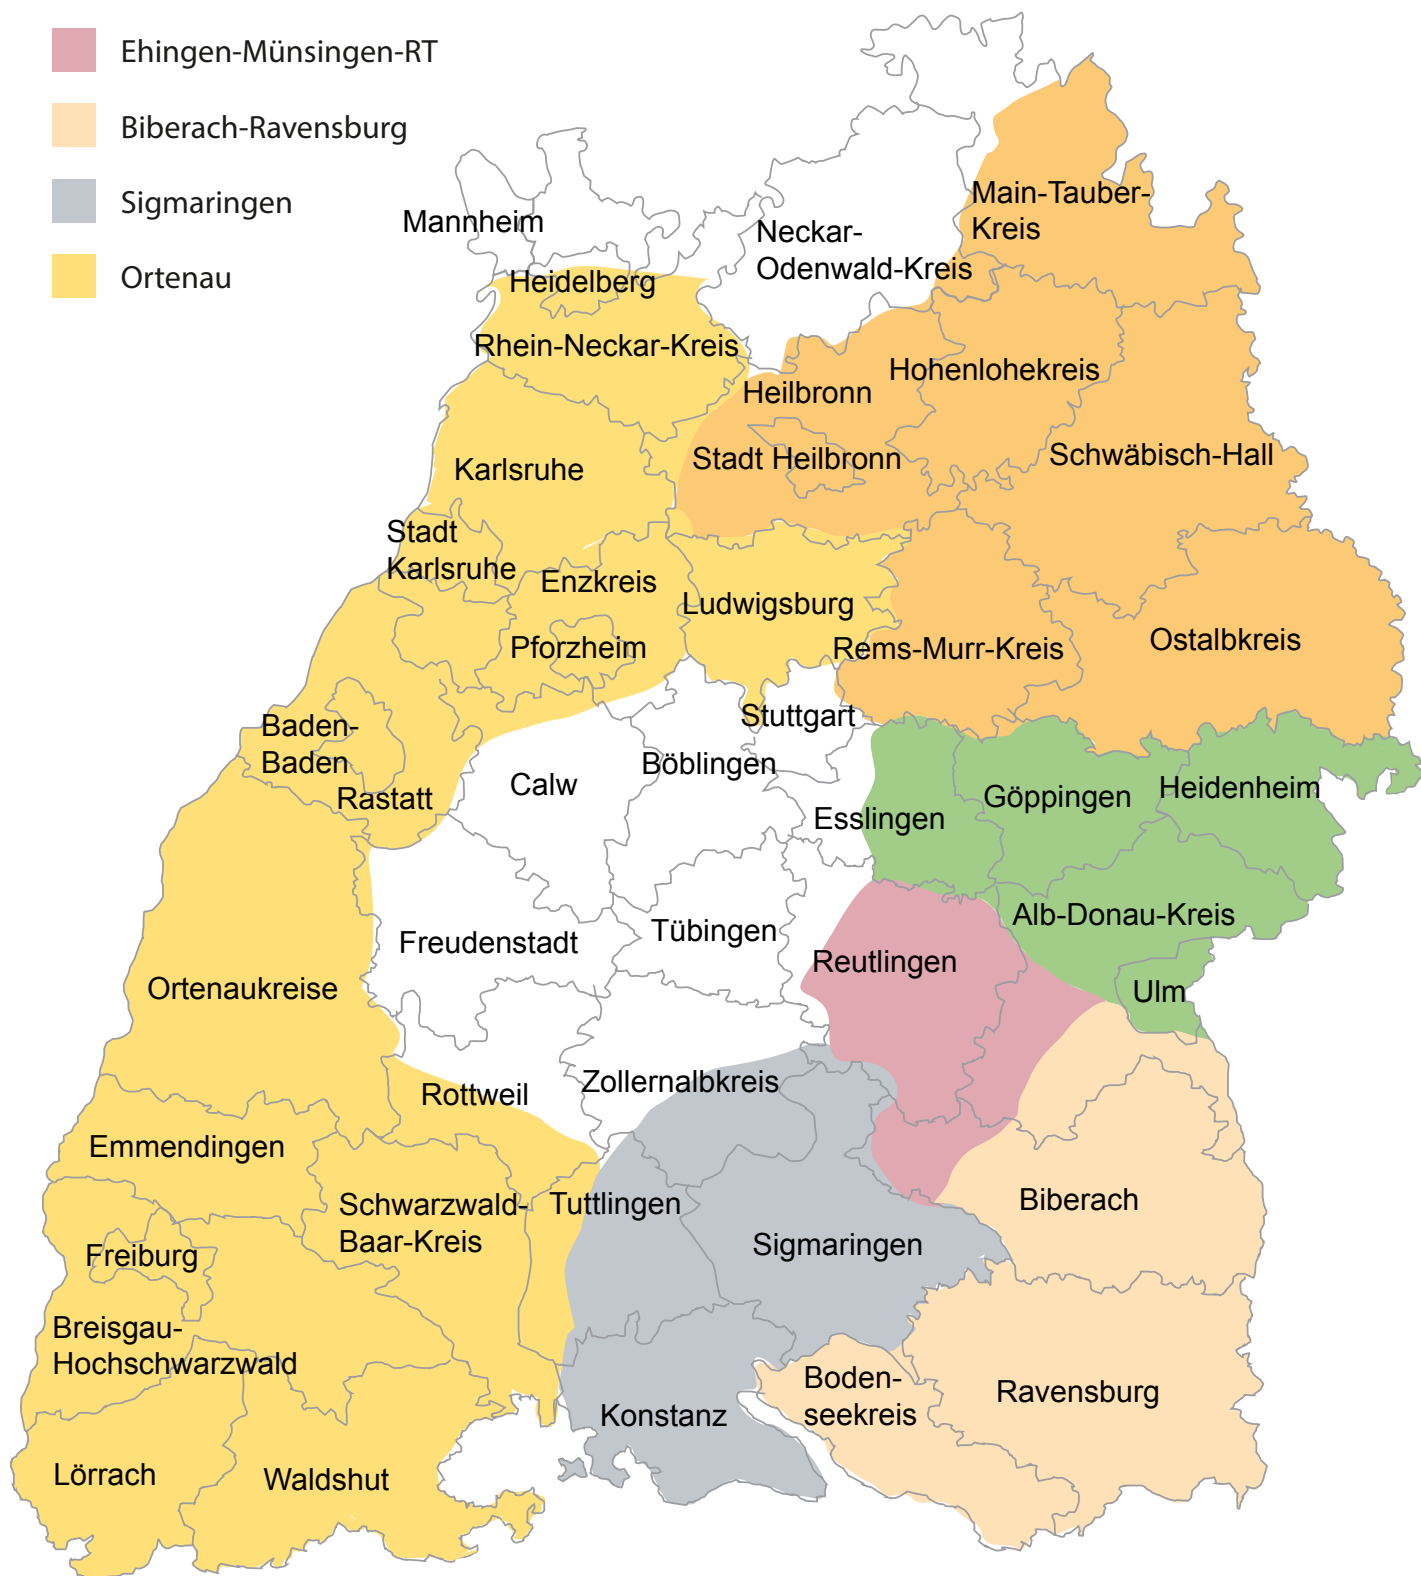 Ehingen-Münsingen-RT
Biberach-Ravensburg
Sigmaringen
Ortenau
Main-Tauber-
Kreis
Mannheim
Neckar-
Odenwald-Kreis
Heidelberg
Rhein-Neckar-Kreis
Hohenlohekreis
Heilbronn
Stadt Heilbronn
Schwäbisch-Hall
Karlsruhe
Stadt
Karlsruhe
Enzkreis
Ludwigsburg
Pforzheim
Rems-Murr-Kreis
Ostalbkreis
Stuttgart
Baden-
Baden
Böblingen
Calw
Rastatt
Esslingen
Göppingen
Heidenheim
Alb-Donau-Kreis
Freudenstadt
Tübingen
Reutlingen
Ortenaukreise
Ulm
Zollernalbkreis
Rottweil
Emmendingen
Schwarzwald-
Baar-Kreis
Tuttlingen
Biberach
Sigmaringen
Freiburg
Breisgau-
Hochschwarzwald
Boden-
seekreis
Ravensburg
Konstanz
Lörrach
Waldshut